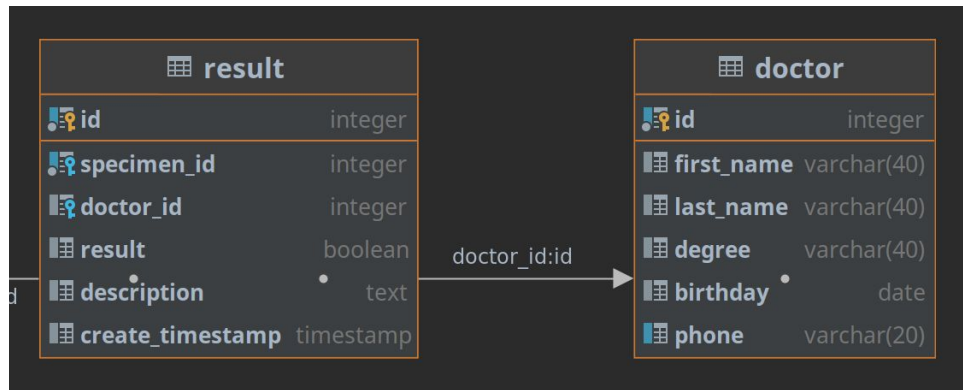 result
id integer
specimen_id integer
doctor_id integer
result boolean
description text
create_timestamp timestamp
d
doctor_id:id
doctor
id integer
first_name varchar(40)
last_name varchar(40)
degree varchar(40)
birthday date
phone varchar(20)